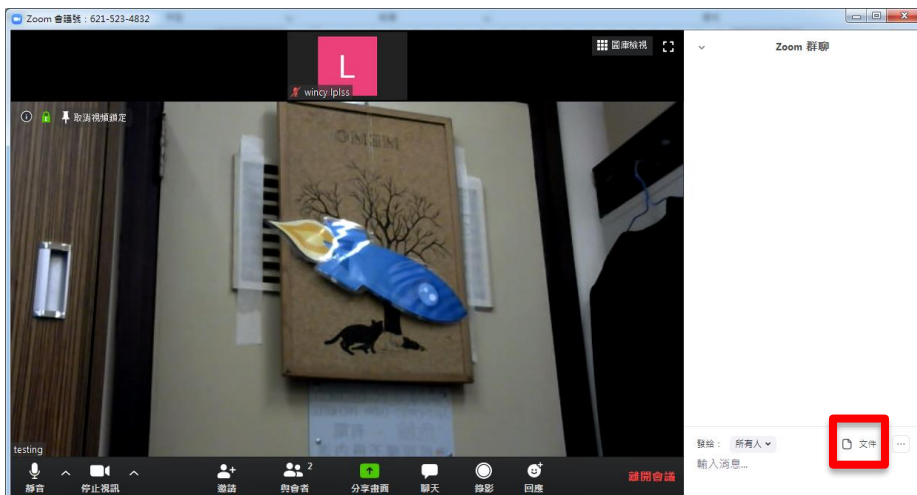 Zoom 會議號：621-523-4832
圖庫檢視
L
wincy lplss
取消視頻鎖定
MEMO
testing
靜音
停止視訊
邀請
2
與會者
分享畫面
聊天
錄影
回應
離開會議
Zoom 群聊
發給：
所有人
文件
...
輸入消息...